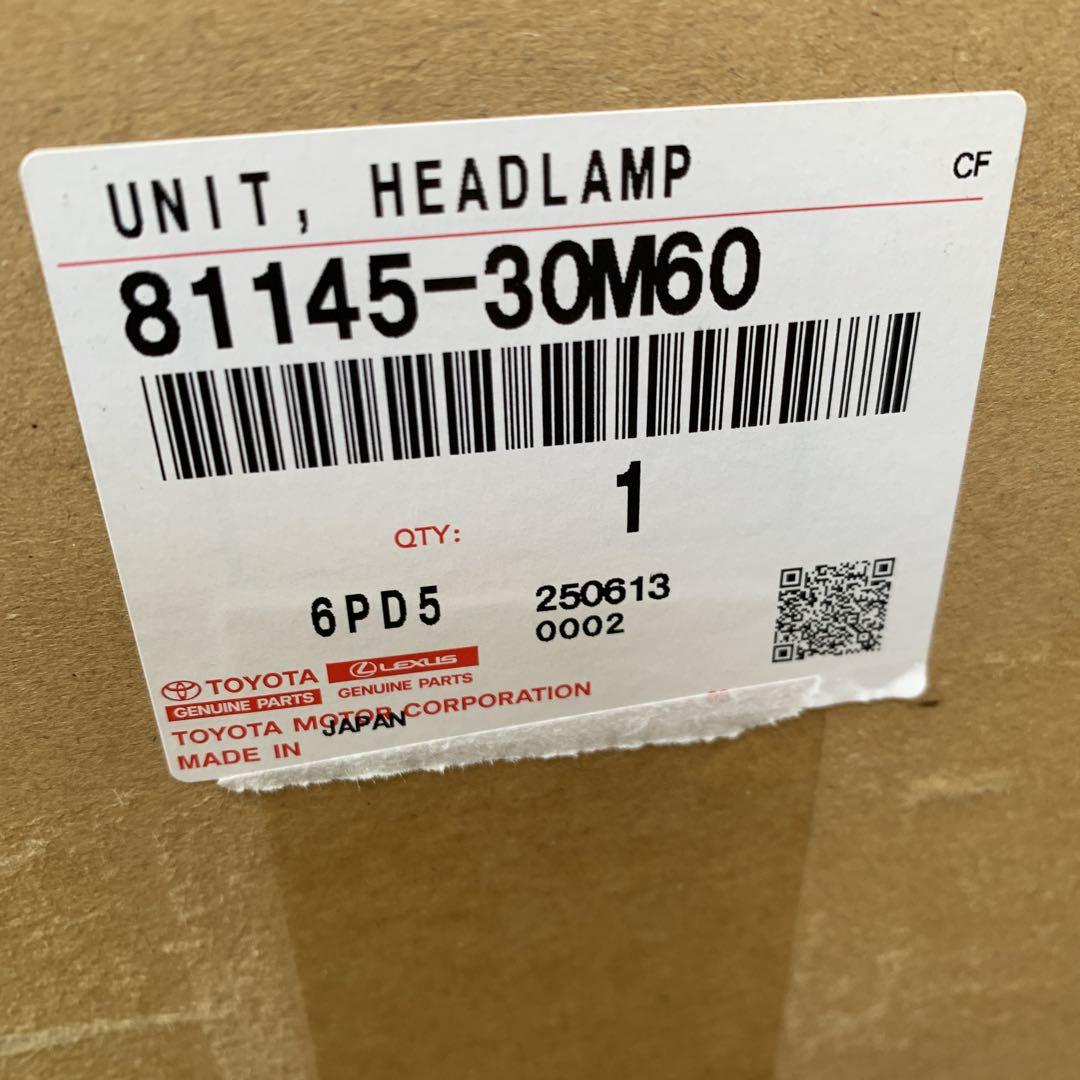 UNIT, HEADLAMP
CF
81145-30M60
QTY: 1
6PD5
250613
0002
TOYOTA
GENUINE PARTS
LEXUS
GENUINE PARTS
TOYOTA MOTOR CORPORATION
MADE IN JAPAN